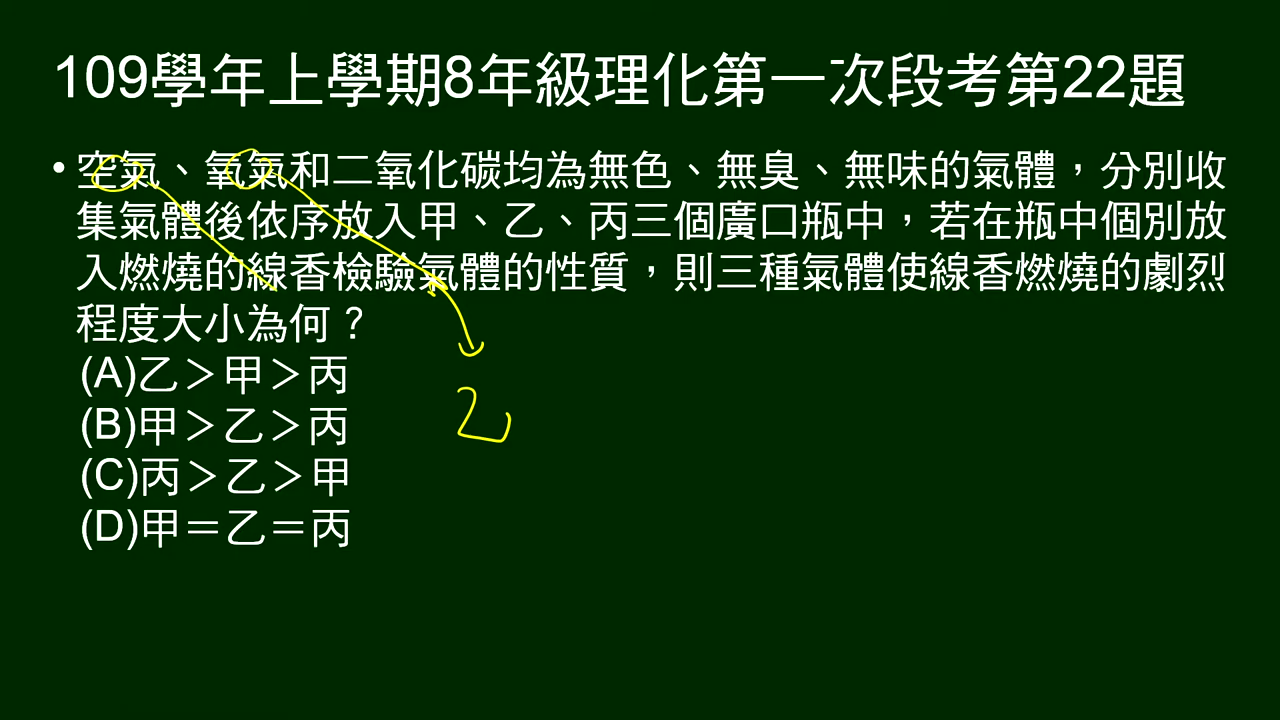 109學年上學期8年級理化第一次段考第22題
• 空氣、氧氣和二氧化碳均為無色、無臭、無味的氣體，分別收
集氣體後依序放入甲、乙、丙三個廣口瓶中，若在瓶中個別放
入燃燒的線香檢驗氣體的性質，則三種氣體使線香燃燒的劇烈
程度大小為何？
(A)乙＞甲＞丙
(B)甲＞乙＞丙
(C)丙＞乙＞甲
(D)甲＝乙＝丙
乙